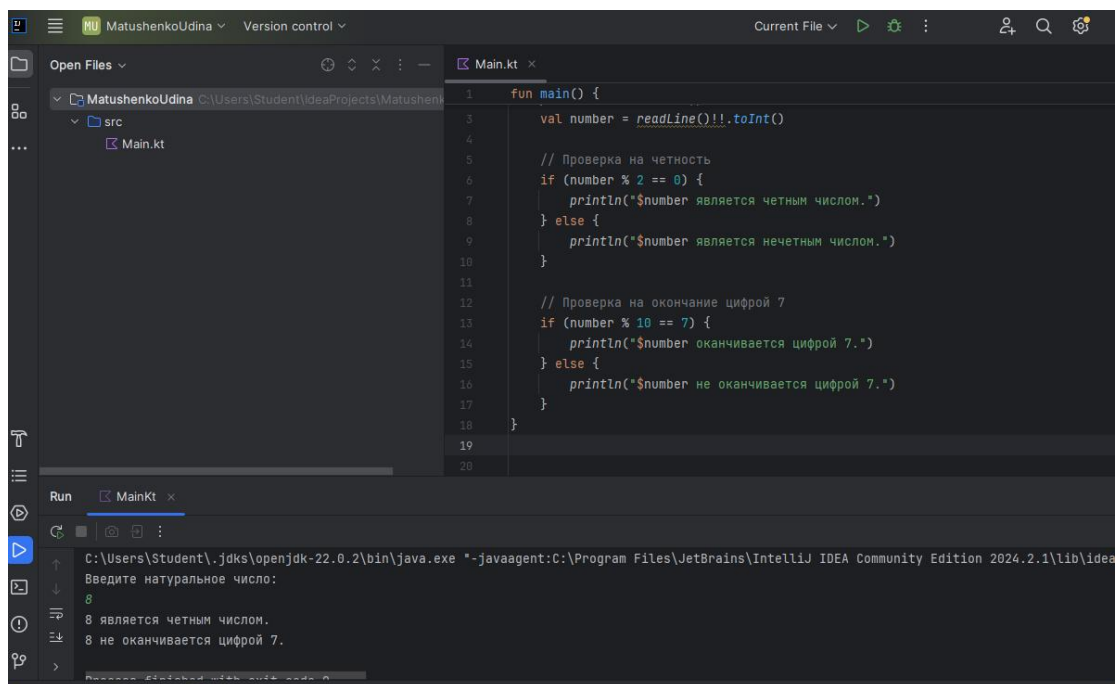 MU MatushenkoUdina Version control Current File
Open Files
MatushenkoUdina C:\Users\Student\IdeaProjects\Matushenk
src
Main.kt
Main.kt
1 fun main() {
3 val number = readLine()!!.toInt()
4
5 // Проверка на четность
6 if (number % 2 == 0) {
7 println("$number является четным числом.")
8 } else {
9 println("$number является нечетным числом.")
10 }
11
12 // Проверка на окончание цифрой 7
13 if (number % 10 == 7) {
14 println("$number оканчивается цифрой 7.")
15 } else {
16 println("$number не оканчивается цифрой 7.")
17 }
18 }
19
20
Run MainKt
C:\Users\Student\.jdks\openjdk-22.0.2\bin\java.exe "-javaagent:C:\Program Files\JetBrains\IntelliJ IDEA Community Edition 2024.2.1\lib\idea
Введите натуральное число:
8
8 является четным числом.
8 не оканчивается цифрой 7.
Process finished with exit code 0